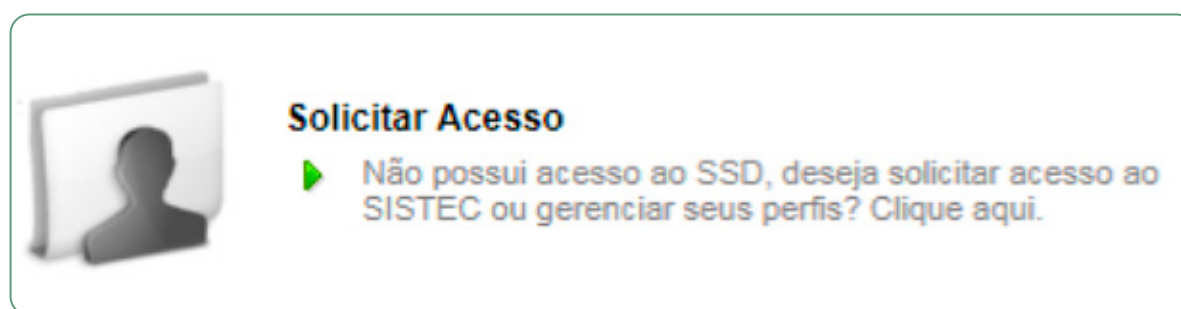 Solicitar Acesso
Não possui acesso ao SSD, deseja solicitar acesso ao
SISTEC ou gerenciar seus perfis? Clique aqui.